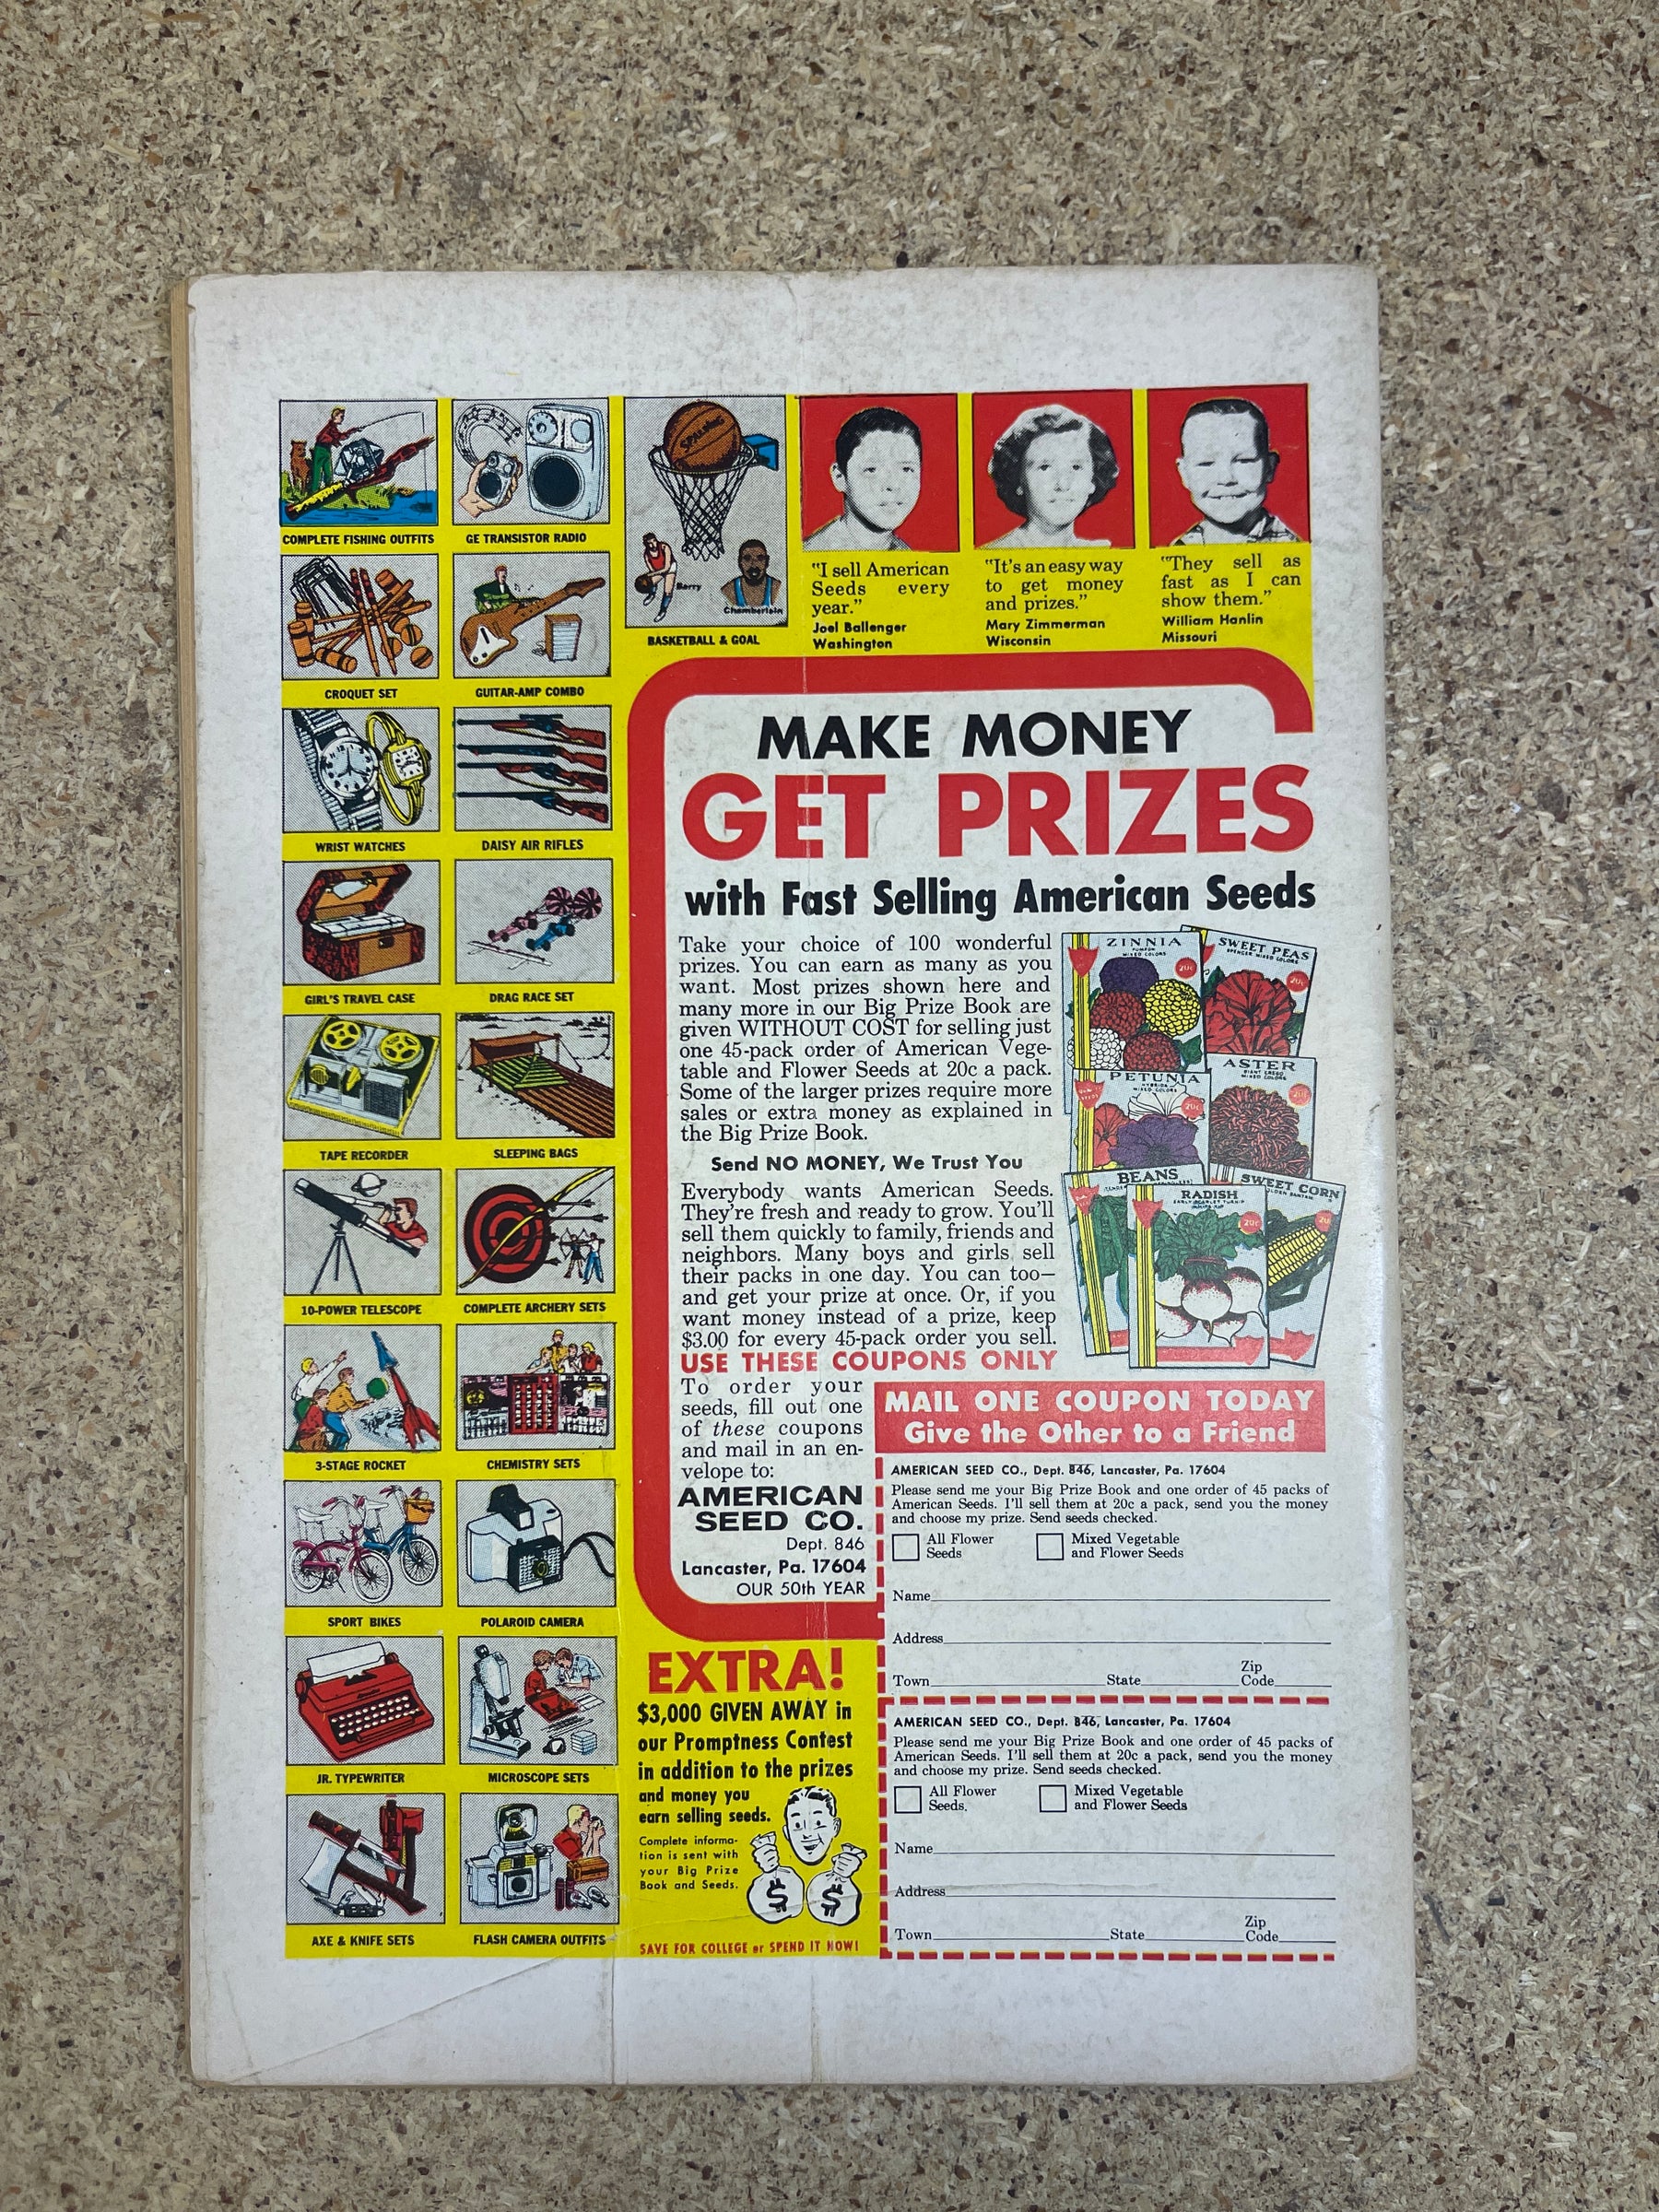 COMPLETE FISHING OUTFITS
GE TRANSISTOR RADIO
SPALDING
Barry
Chamberlain
BASKETBALL & GOAL
CROQUET SET
GUITAR-AMP COMBO
WRIST WATCHES
DAISY AIR RIFLES
GIRL'S TRAVEL CASE
DRAG RACE SET
TAPE RECORDER
SLEEPING BAGS
10-POWER TELESCOPE
COMPLETE ARCHERY SETS
3-STAGE ROCKET
CHEMISTRY SETS
SPORT BIKES
POLAROID CAMERA
JR. TYPEWRITER
MICROSCOPE SETS
AXE & KNIFE SETS
FLASH CAMERA OUTFITS
"I sell American
Seeds every
year."
Joel Ballenger
Washington
"It's an easy way
to get money
and prizes."
Mary Zimmerman
Wisconsin
"They sell as
fast as I can
show them."
William Hanlin
Missouri
MAKE MONEY
GET PRIZES
with Fast Selling American Seeds
Take your choice of 100 wonderful
prizes. You can earn as many as you
want. Most prizes shown here and
many more in our Big Prize Book are
given WITHOUT COST for selling just
one 45-pack order of American Vege-
table and Flower Seeds at 20c a pack.
Some of the larger prizes require more
sales or extra money as explained in
the Big Prize Book.
Send NO MONEY, We Trust You
Everybody wants American Seeds.
They're fresh and ready to grow. You'll
sell them quickly to family, friends and
neighbors. Many boys and girls sell
their packs in one day. You can too—
and get your prize at once. Or, if you
want money instead of a prize, keep
$3.00 for every 45-pack order you sell.
USE THESE COUPONS ONLY
To order your
seeds, fill out one
of these coupons
and mail in an en-
velope to:
AMERICAN
SEED CO.
Dept. 846
Lancaster, Pa. 17604
OUR 50th YEAR
ZINNIA
MIXED COLORS
20c
SWEET PEAS
SPENCER MIXED COLORS
20c
PETUNIA
MIXED COLORS
20c
ASTER
MIXED COLORS
20c
BEANS
RADISH
20c
SWEET CORN
20c
MAIL ONE COUPON TODAY
Give the Other to a Friend
AMERICAN SEED CO., Dept. 846, Lancaster, Pa. 17604
Please send me your Big Prize Book and one order of 45 packs of
American Seeds. I'll sell them at 20c a pack, send you the money
and choose my prize. Send seeds checked.
All Flower
Seeds
Mixed Vegetable
and Flower Seeds
Name
Address
Town State Zip Code
AMERICAN SEED CO., Dept. 846, Lancaster, Pa. 17604
Please send me your Big Prize Book and one order of 45 packs of
American Seeds. I'll sell them at 20c a pack, send you the money
and choose my prize. Send seeds checked.
All Flower
Seeds.
Mixed Vegetable
and Flower Seeds
Name
Address
Town State Zip Code
EXTRA!
$3,000 GIVEN AWAY in
our Promptness Contest
in addition to the prizes
and money you
earn selling seeds.
Complete informa-
tion is sent with
your Big Prize
Book and Seeds.
$ $
SAVE FOR COLLEGE or SPEND IT NOW!